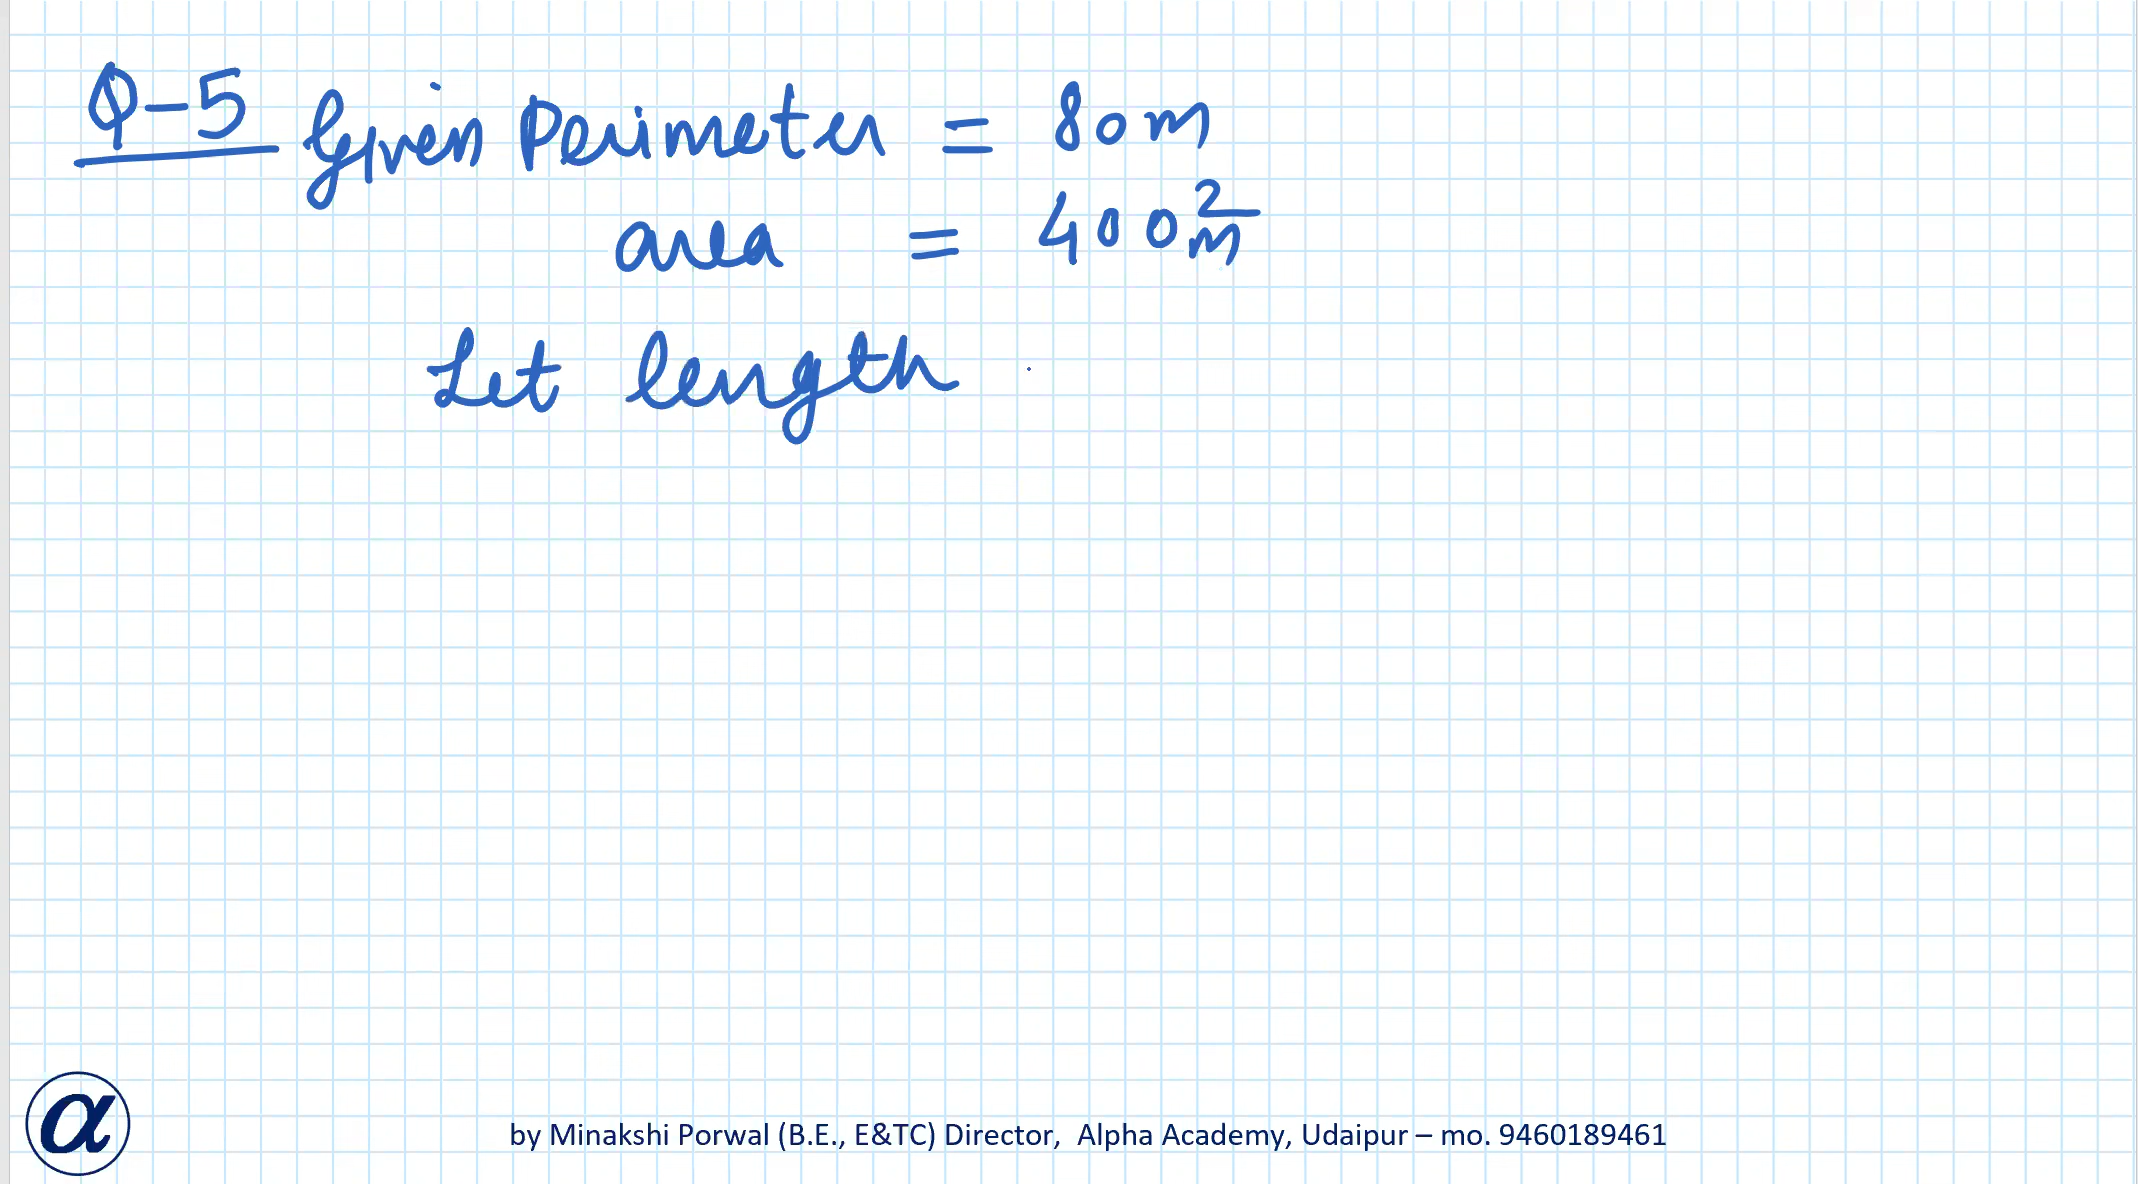 Q-5 Given Perimeter = 80m
area = 400m²
Let length
α
by Minakshi Porwal (B.E., E&TC) Director, Alpha Academy, Udaipur – mo. 9460189461